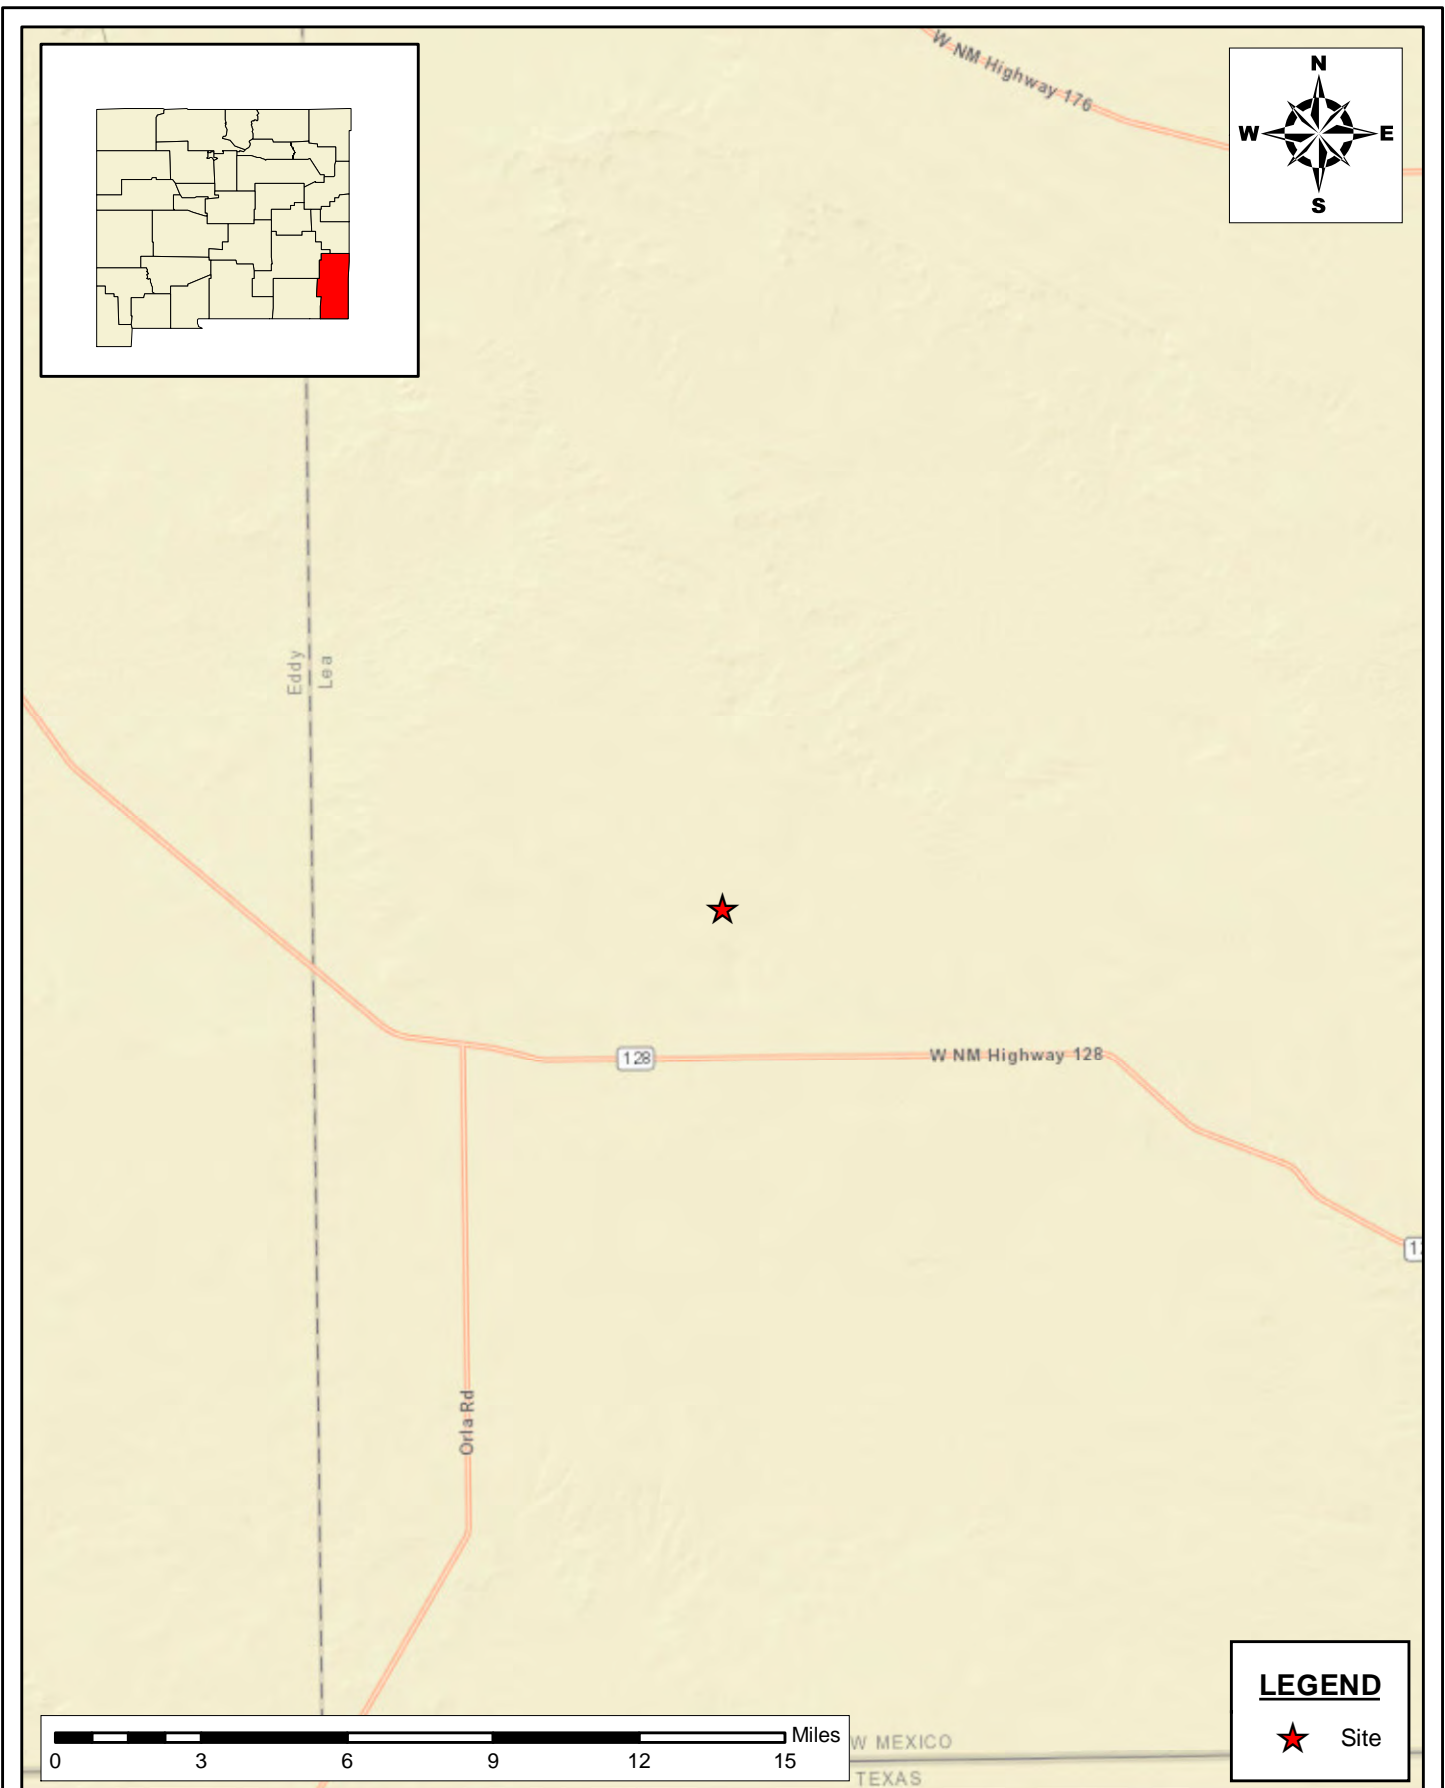 W NM Highway 176
N
W E
S
Eddy
Lea
128
W NM Highway 128
Orla Rd
LEGEND
Site
Miles
0 3 6 9 12 15
W MEXICO
TEXAS